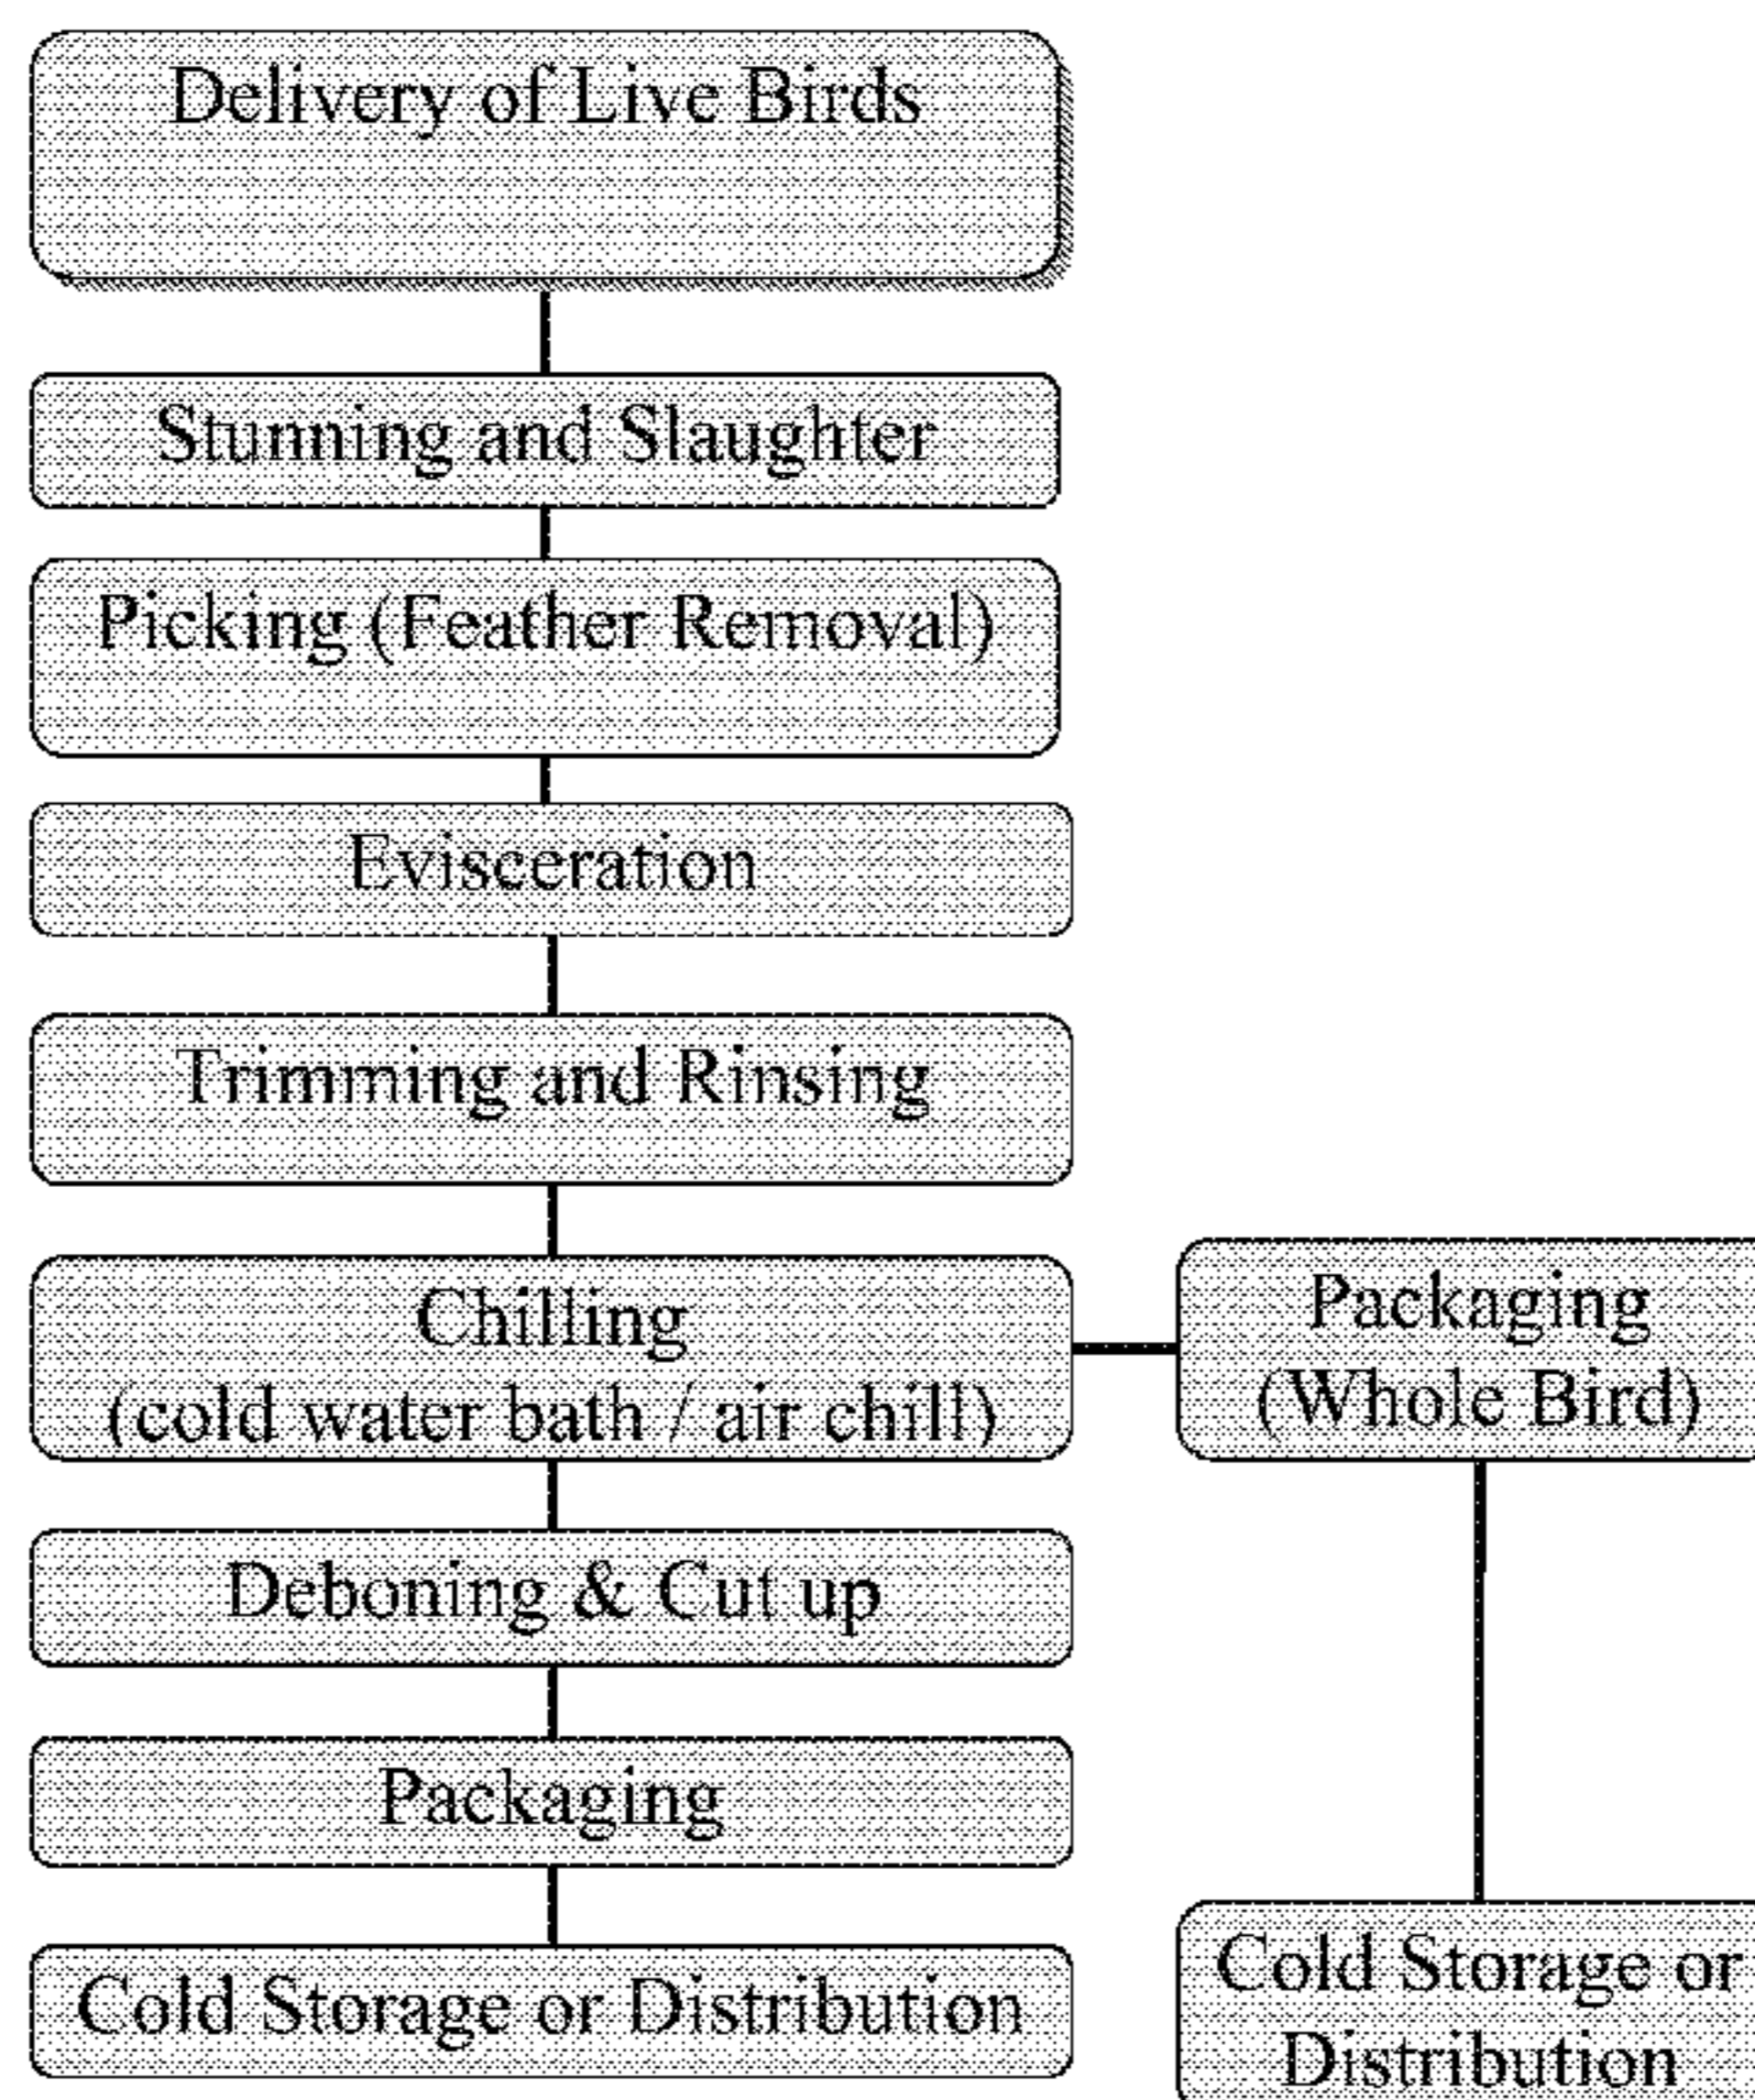 Delivery of Live Birds
Stunning and Slaughter
Picking (Feather Removal)
Evisceration
Trimming and Rinsing
Chilling
(cold water bath / air chill)
Packaging
(Whole Bird)
Deboning & Cut up
Packaging
Cold Storage or Distribution
Cold Storage or
Distribution